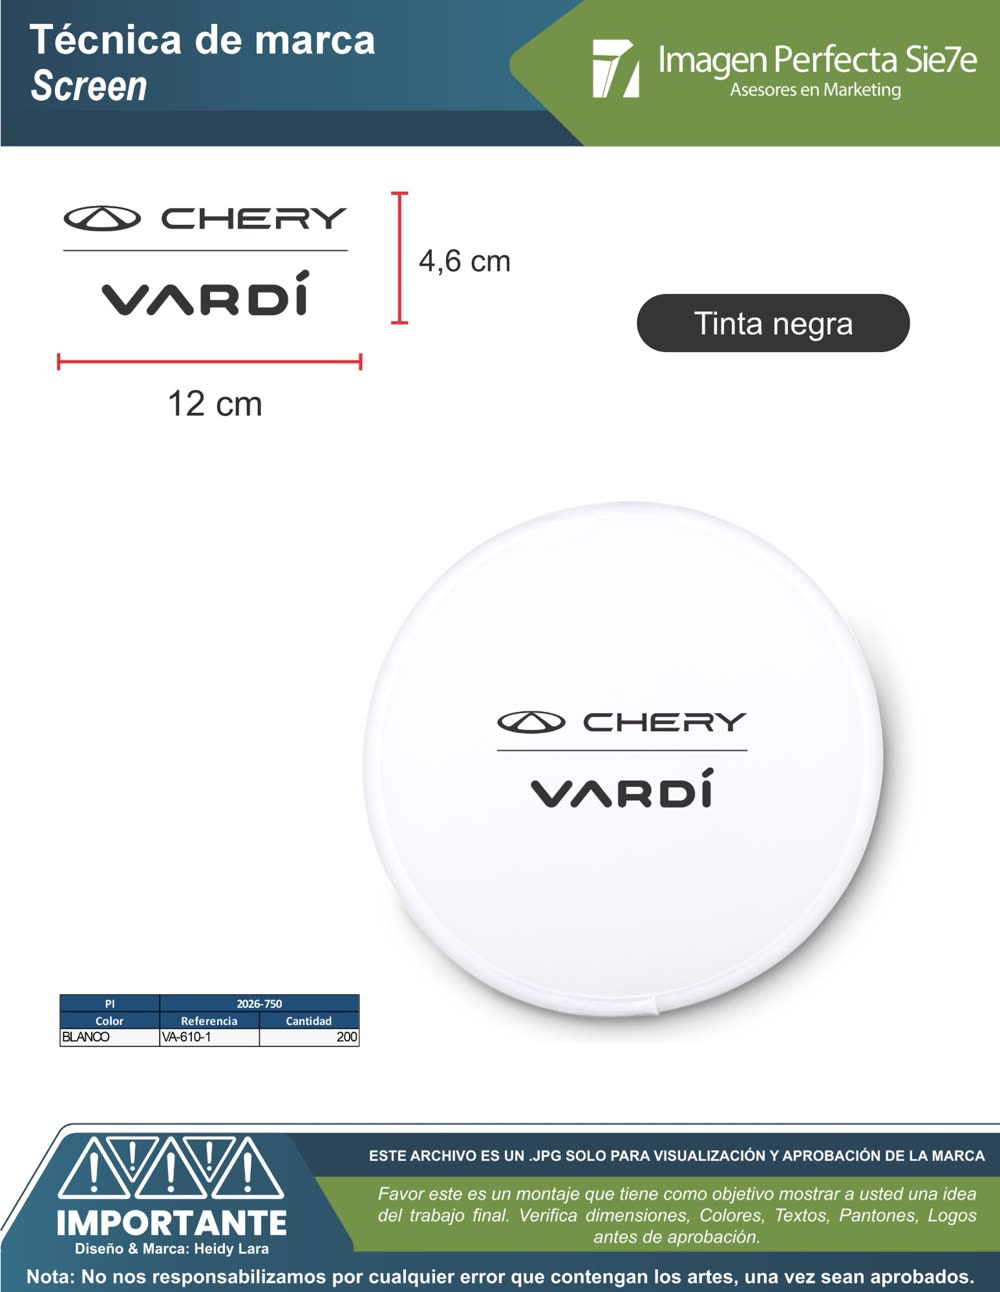 Técnica de marca
Screen
Imagen Perfecta Sie7e
Asesores en Marketing
CHERY
VARDÍ
4,6 cm
12 cm
Tinta negra
CHERY
VARDÍ
PI 2026-750
Color Referencia Cantidad
BLANCO VA-610-1 200
IMPORTANTE
Diseño & Marca: Heidy Lara
ESTE ARCHIVO ES UN .JPG SOLO PARA VISUALIZACIÓN Y APROBACIÓN DE LA MARCA
Favor este es un montaje que tiene como objetivo mostrar a usted una idea
del trabajo final. Verifica dimensiones, Colores, Textos, Pantones, Logos
antes de aprobación.
Nota: No nos responsabilizamos por cualquier error que contengan los artes, una vez sean aprobados.